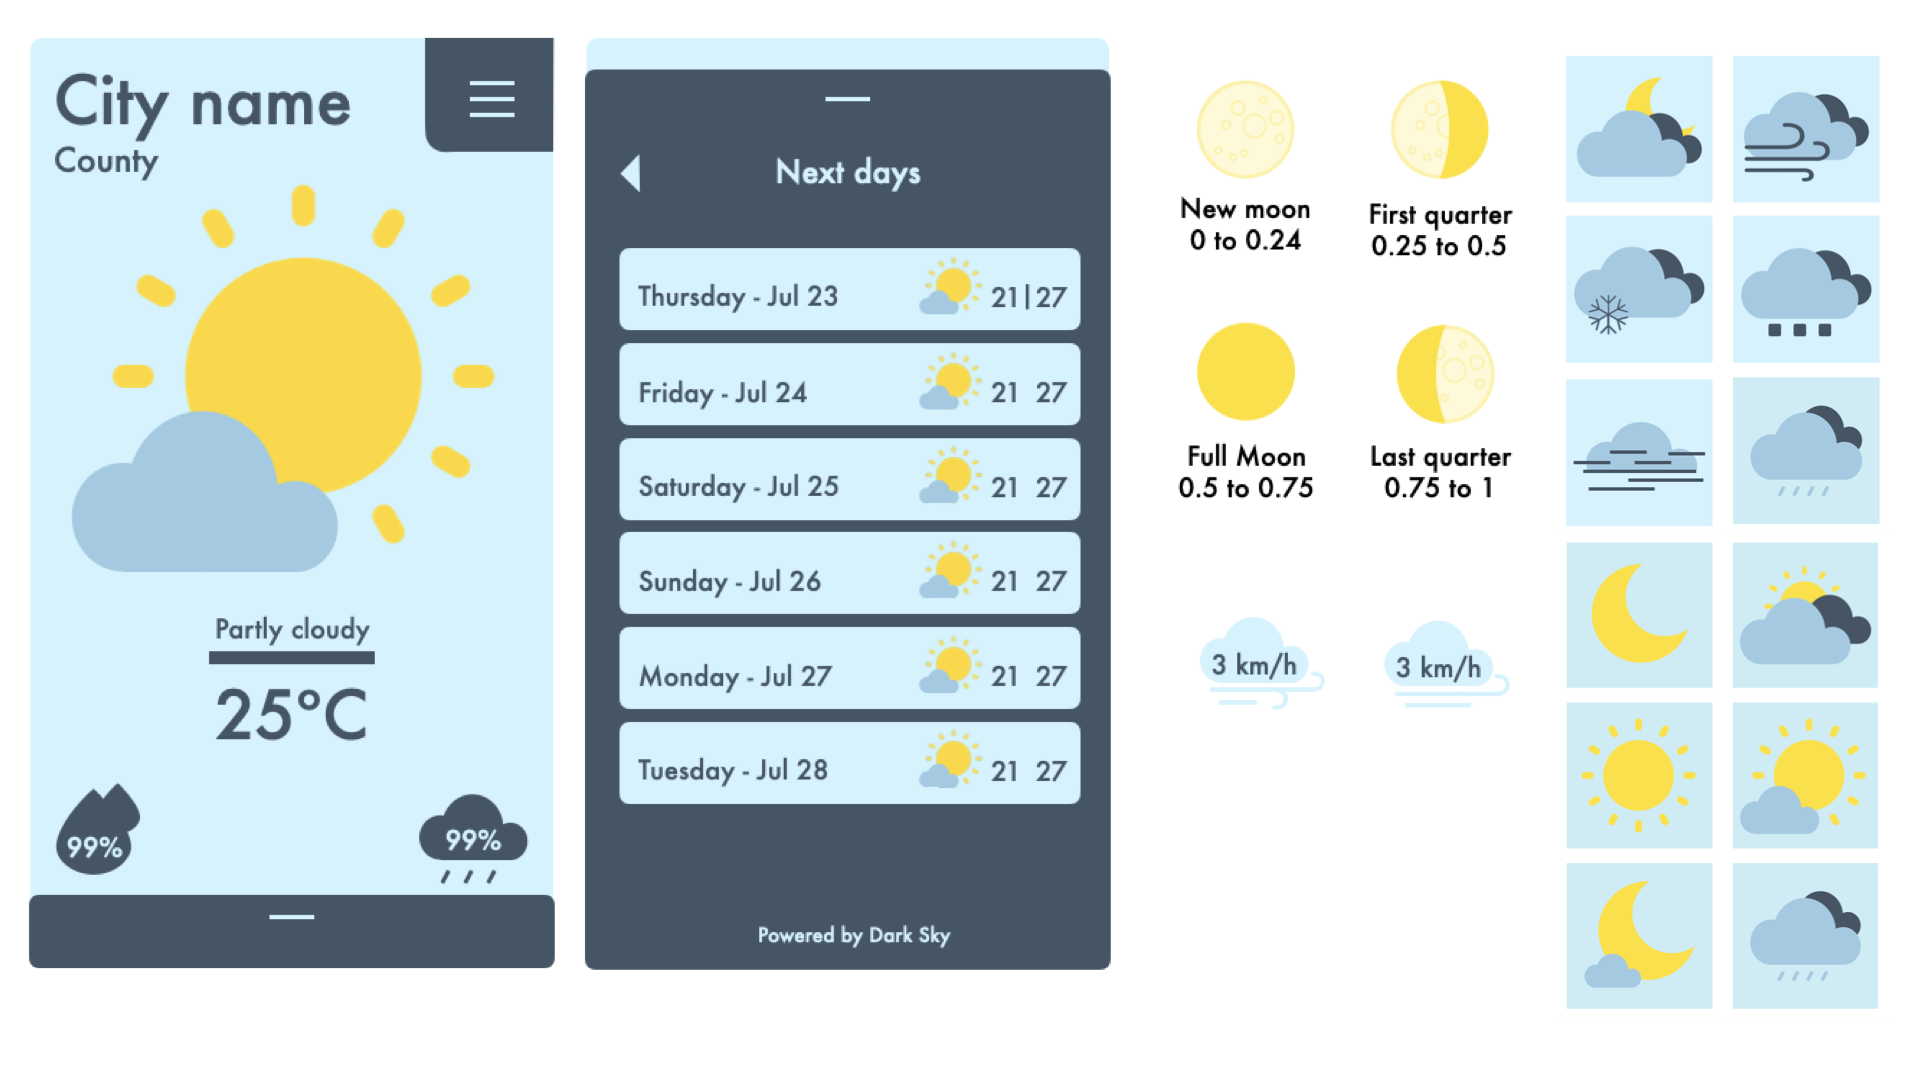 City name
County
Partly cloudy
25°C
99%
99%
Next days
Thursday - Jul 23 21|27
Friday - Jul 24 21 27
Saturday - Jul 25 21 27
Sunday - Jul 26 21 27
Monday - Jul 27 21 27
Tuesday - Jul 28 21 27
Powered by Dark Sky
New moon
0 to 0.24
First quarter
0.25 to 0.5
Full Moon
0.5 to 0.75
Last quarter
0.75 to 1
3 km/h
3 km/h